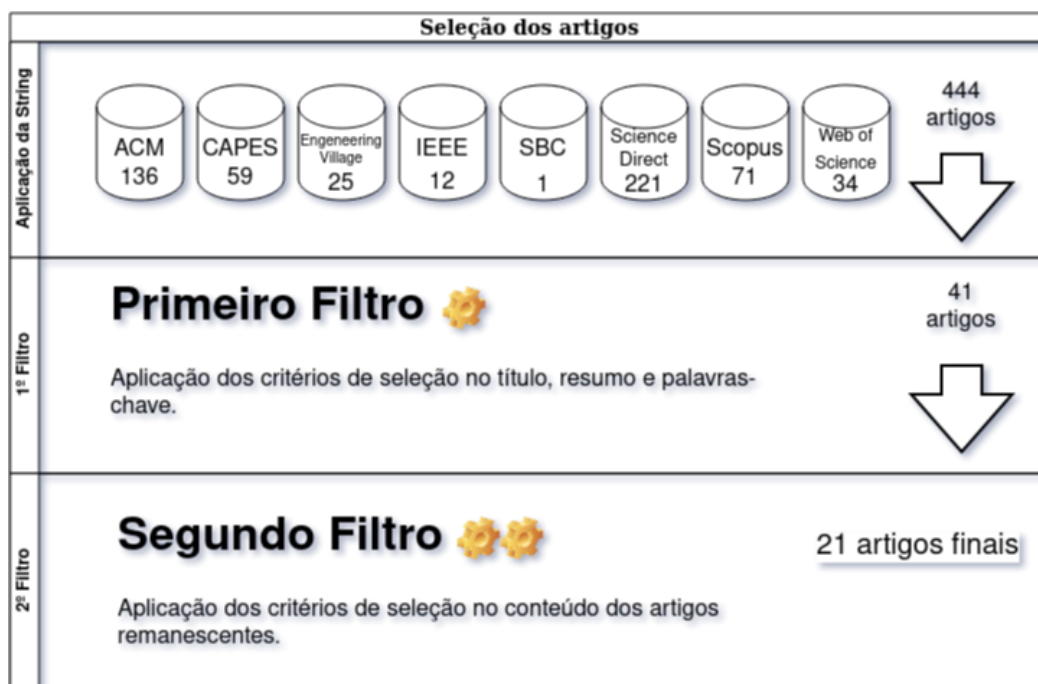 Seleção dos artigos
Aplicação da String
ACM
136
CAPES
59
Engeneering
Village
25
IEEE
12
SBC
1
Science
Direct
221
Scopus
71
Web of
Science
34
444
artigos
1º Filtro
Primeiro Filtro
Aplicação dos critérios de seleção no título, resumo e palavras-
chave.
41
artigos
2º Filtro
Segundo Filtro
Aplicação dos critérios de seleção no conteúdo dos artigos
remanescentes.
21 artigos finais